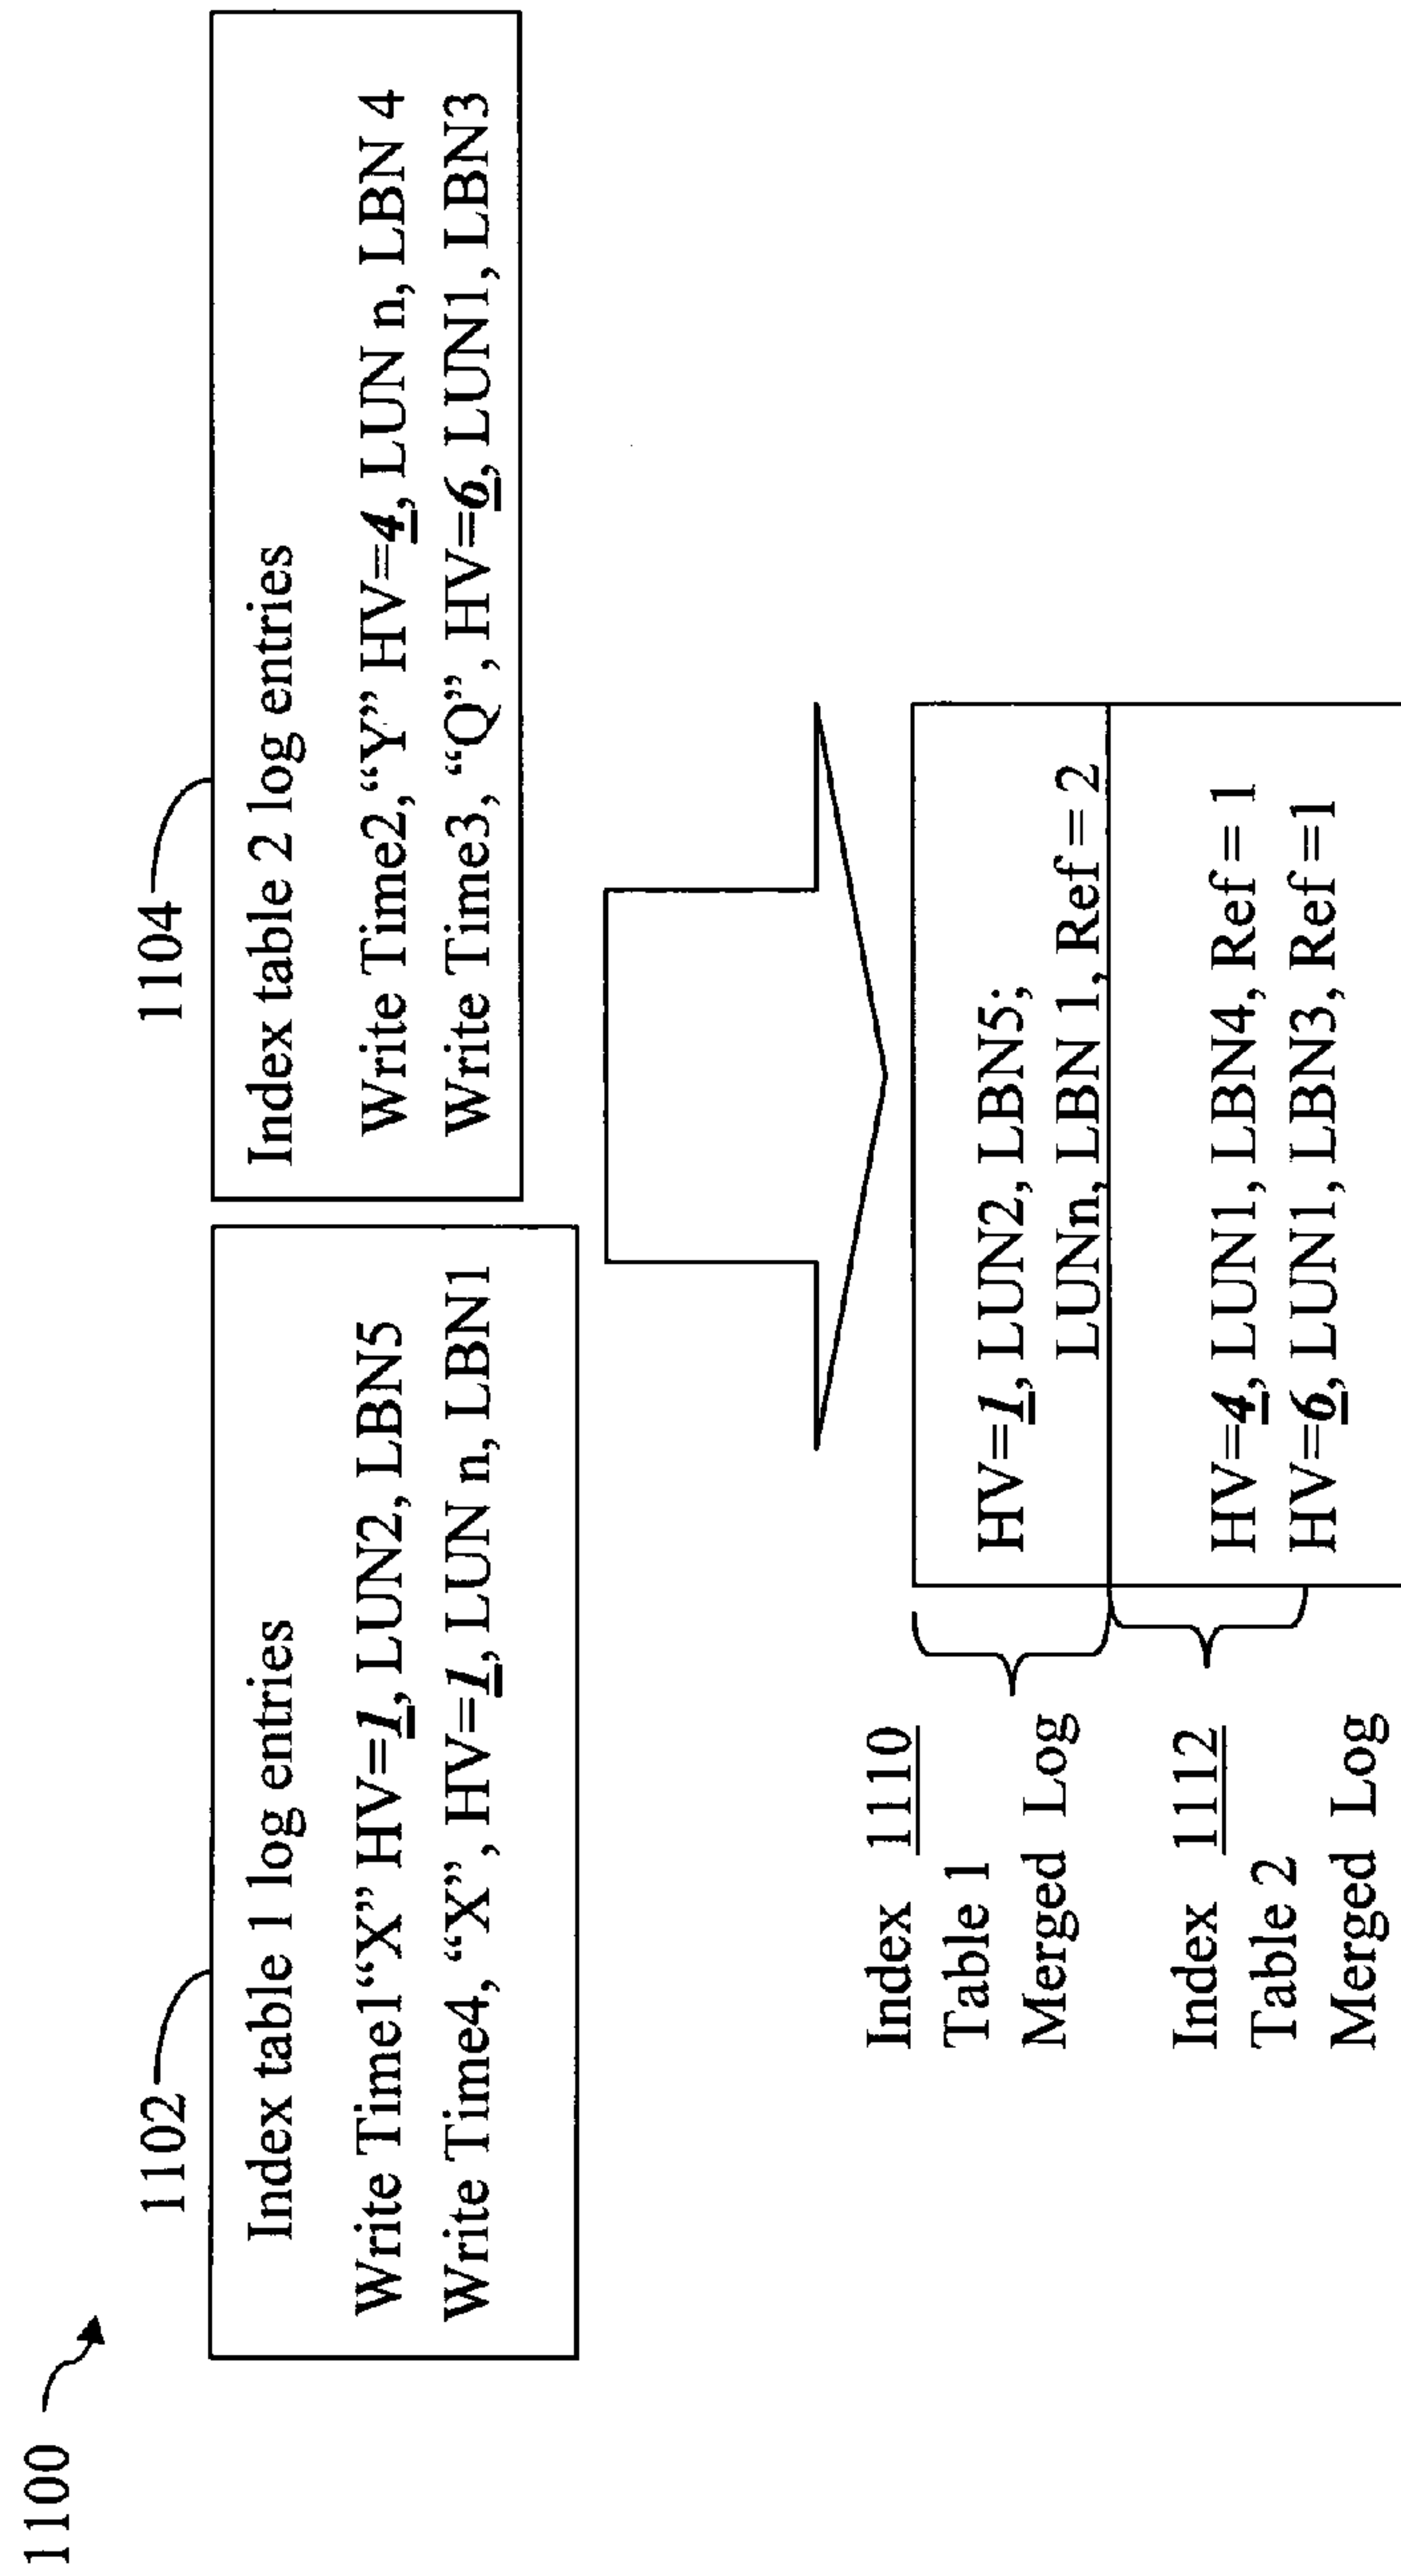 1100
1102
Index table 1 log entries
Write Time1“X” HV=1, LUN2, LBN5
Write Time4, “X”, HV=1, LUN n, LBN1
1104
Index table 2 log entries
Write Time2,“Y” HV=4, LUN n, LBN 4
Write Time3, “Q”, HV=6, LUN1, LBN3
Index 1110
Table 1
Merged Log
HV=1, LUN2, LBN5;
LUNn, LBN 1, Ref = 2
Index 1112
Table 2
Merged Log
HV=4, LUN1, LBN4, Ref = 1
HV=6, LUN1, LBN3, Ref =1